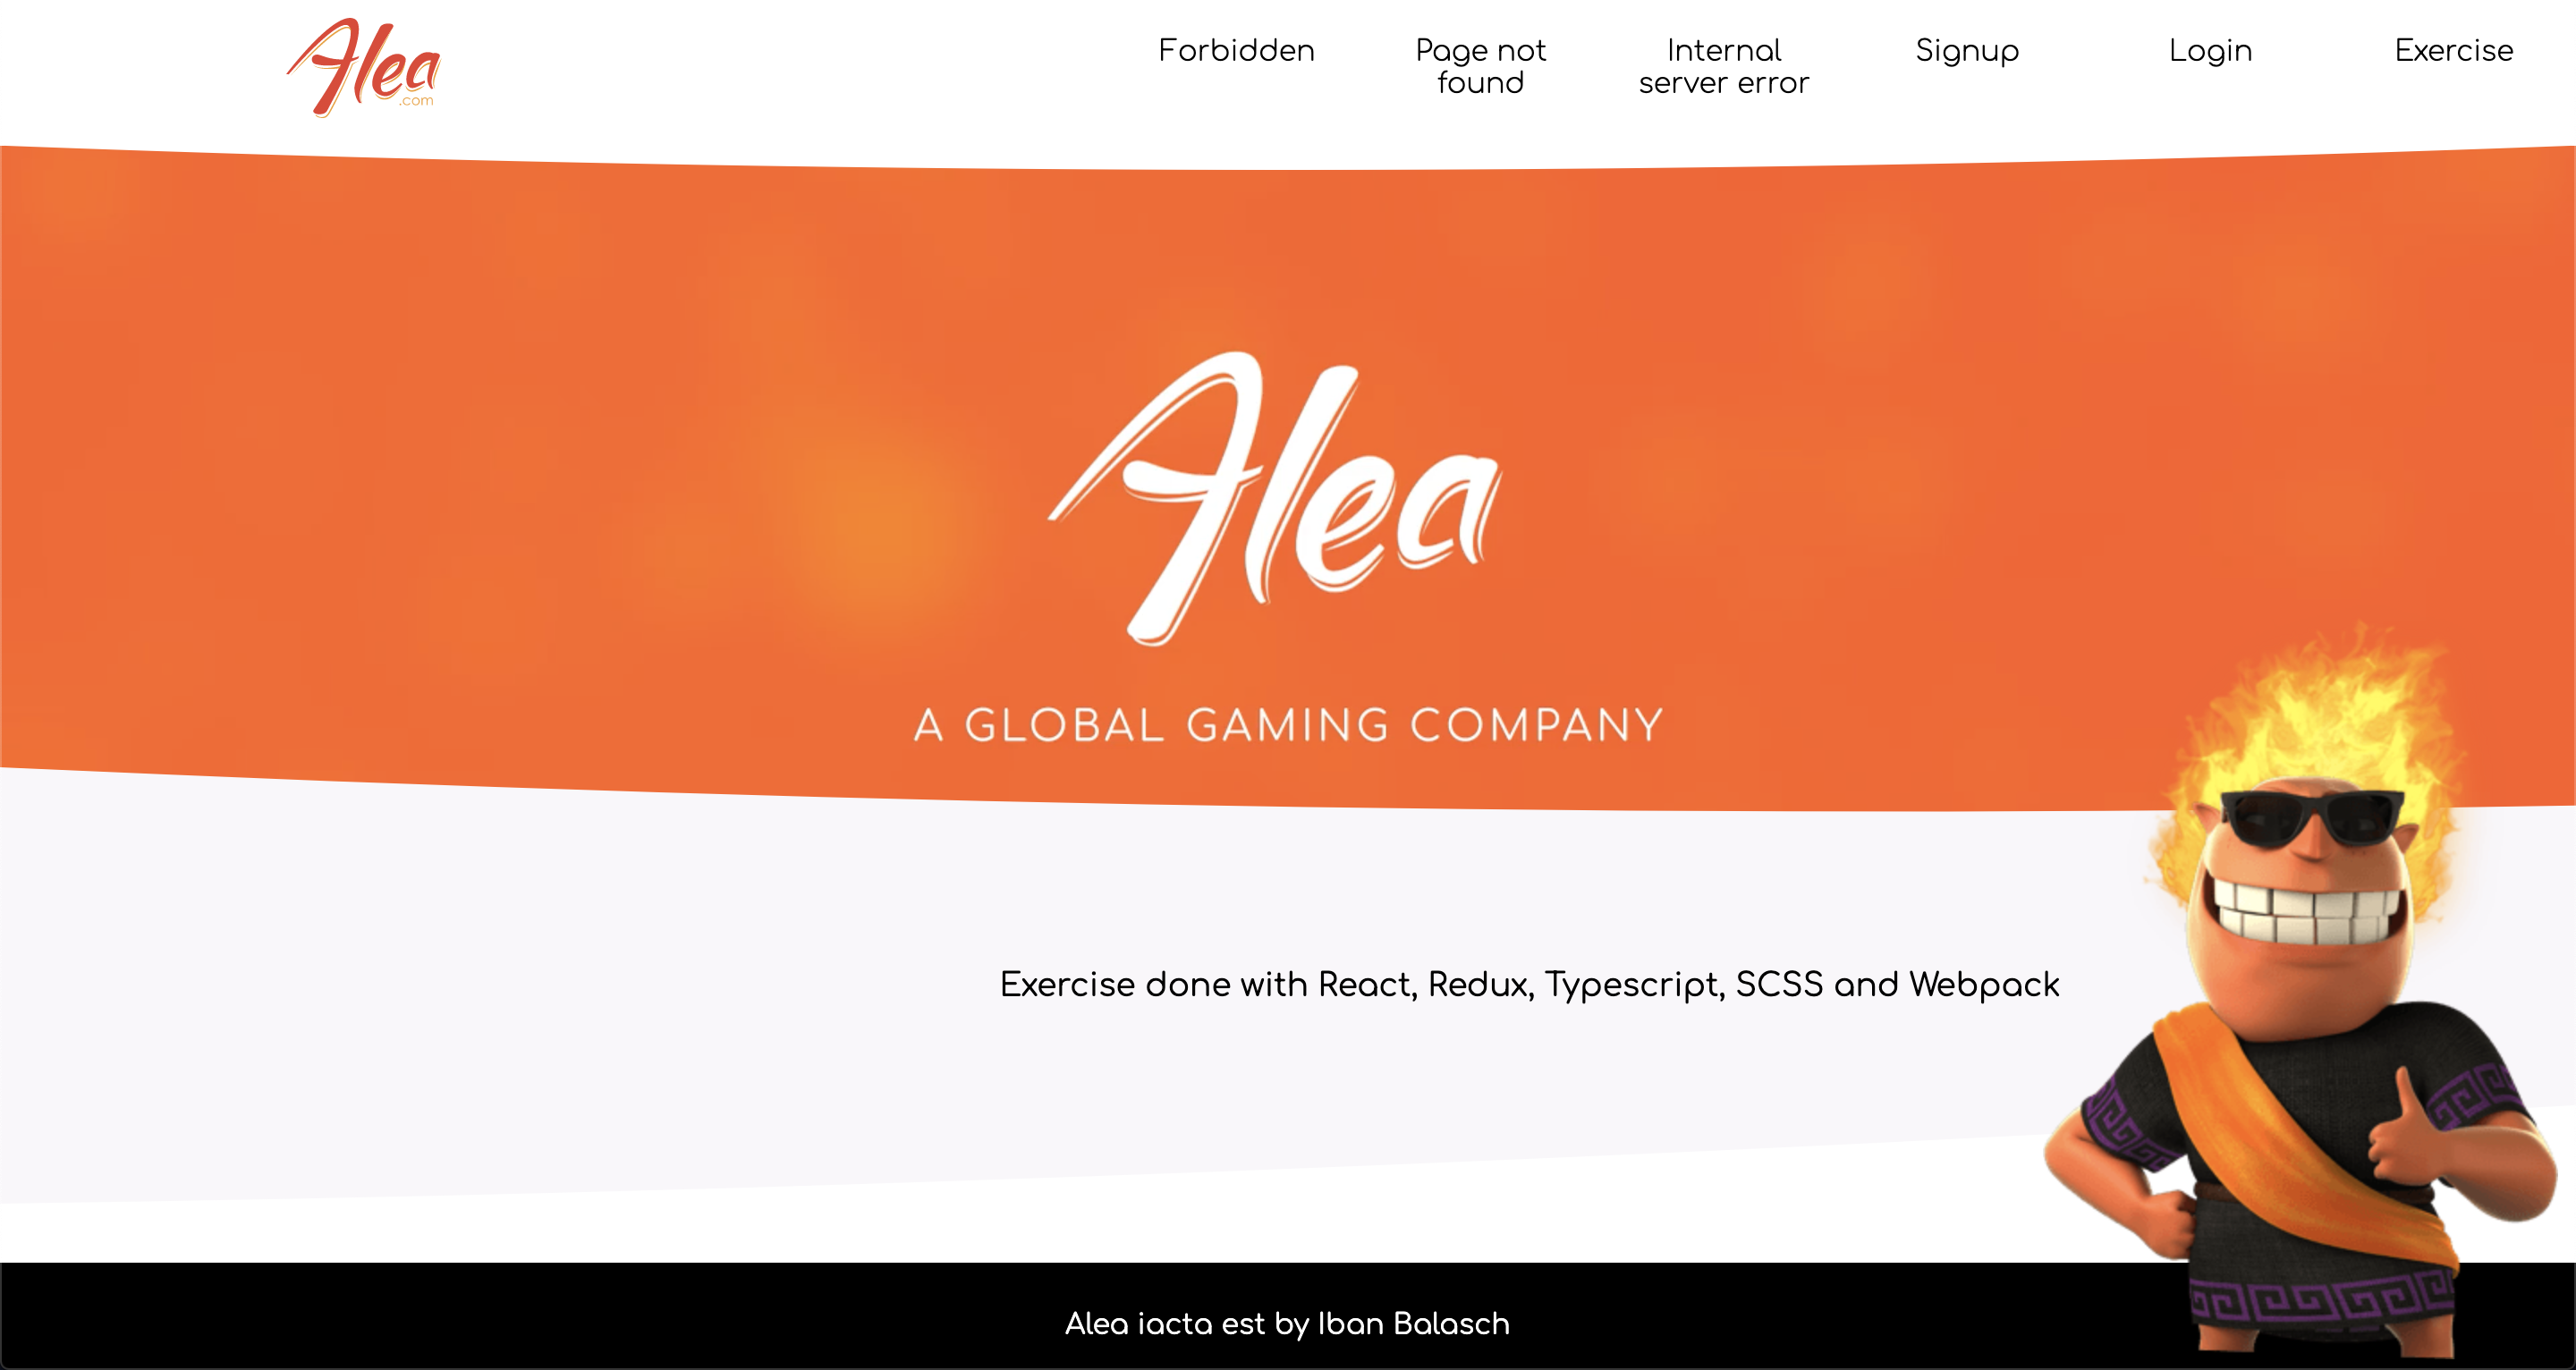 Alea
.com
Forbidden
Page not
found
Internal
server error
Signup
Login
Exercise
Alea
A GLOBAL GAMING COMPANY
Exercise done with React, Redux, Typescript, SCSS and Webpack
Alea iacta est by Iban Balasch